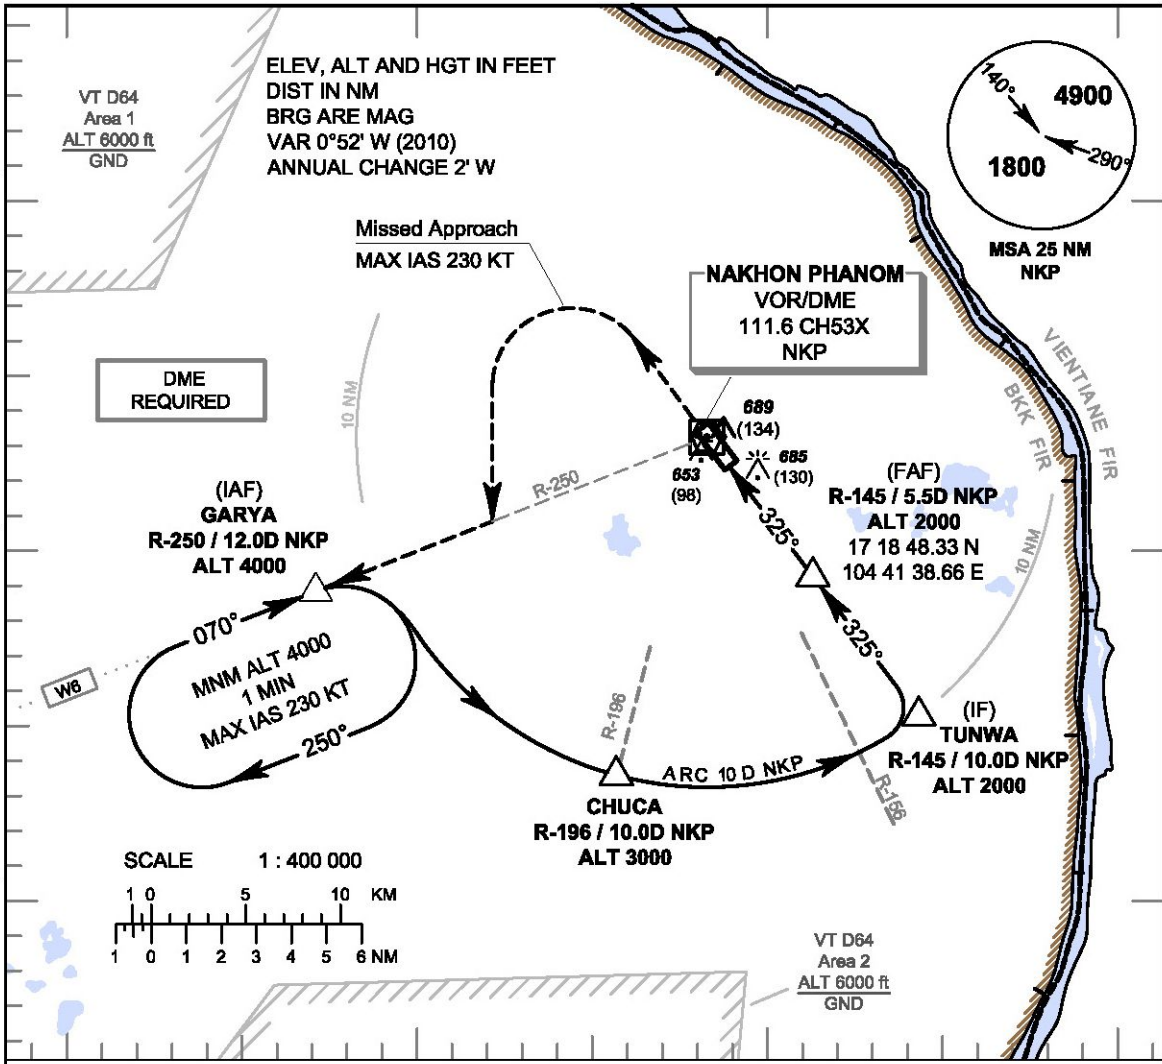 ELEV, ALT AND HGT IN FEET
DIST IN NM
BRG ARE MAG
VAR 0°52' W (2010)
ANNUAL CHANGE 2' W
VT D64
Area 1
ALT 6000 ft
GND
140°
4900
1800
290°
MSA 25 NM
NKP
Missed Approach
MAX IAS 230 KT
NAKHON PHANOM
VOR/DME
111.6 CH53X
NKP
DME
REQUIRED
10 NM
VIENTIANE FIR
BKK FIR
689
(134)
685
(130)
653
(98)
R-250
(IAF)
GARYA
R-250 / 12.0D NKP
ALT 4000
(FAF)
R-145 / 5.5D NKP
ALT 2000
17 18 48.33 N
104 41 38.66 E
10 NM
325°
325°
070°
MNM ALT 4000
1 MIN
MAX IAS 230 KT
250°
W6
R-196
R-156
ARC 10 D NKP
(IF)
TUNWA
R-145 / 10.0D NKP
ALT 2000
CHUCA
R-196 / 10.0D NKP
ALT 3000
SCALE 1 : 400 000
1 0 5 10 KM
1 0 1 2 3 4 5 6 NM
VT D64
Area 2
ALT 6000 ft
GND